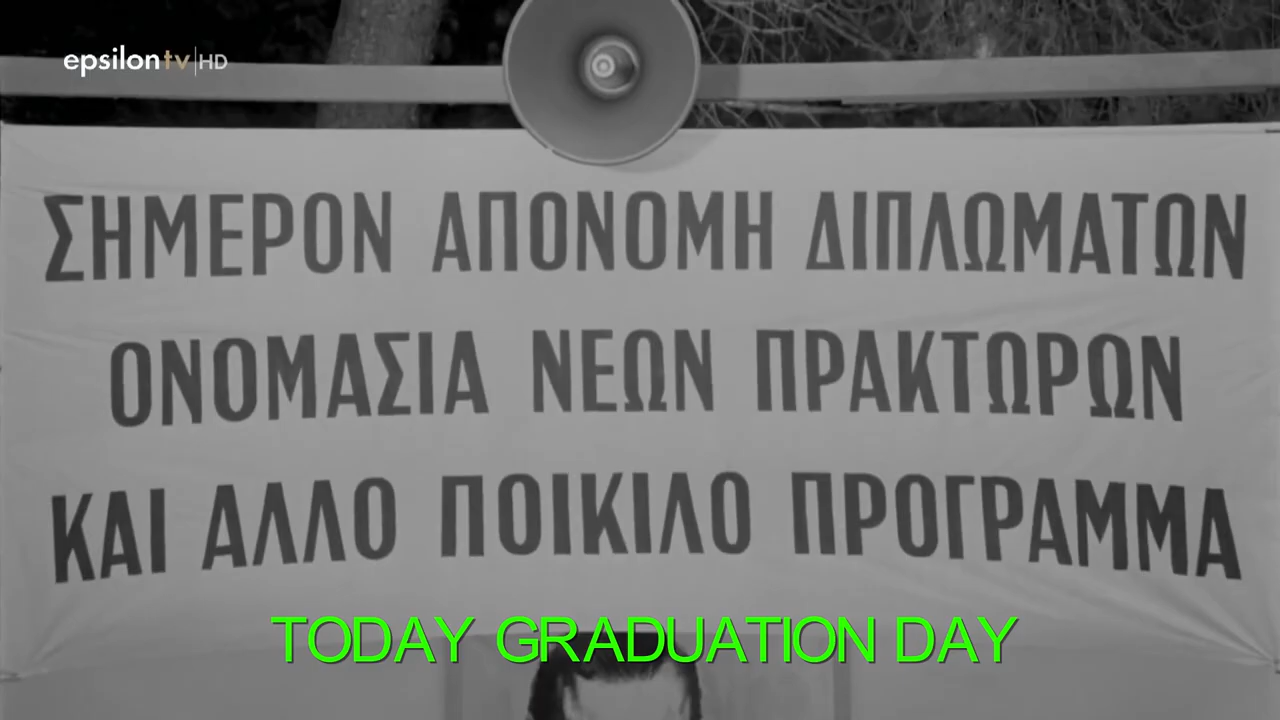 epsilontv|HD
ΣΗΜΕΡΟΝ ΑΠΟΝΟΜΗ ΔΙΠΛΩΜΑΤΩΝ
ΟΝΟΜΑΣΙΑ ΝΕΩΝ ΠΡΑΚΤΩΡΩΝ
ΚΑΙ ΑΛΛΟ ΠΟΙΚΙΛΟ ΠΡΟΓΡΑΜΜΑ
TODAY GRADUATION DAY